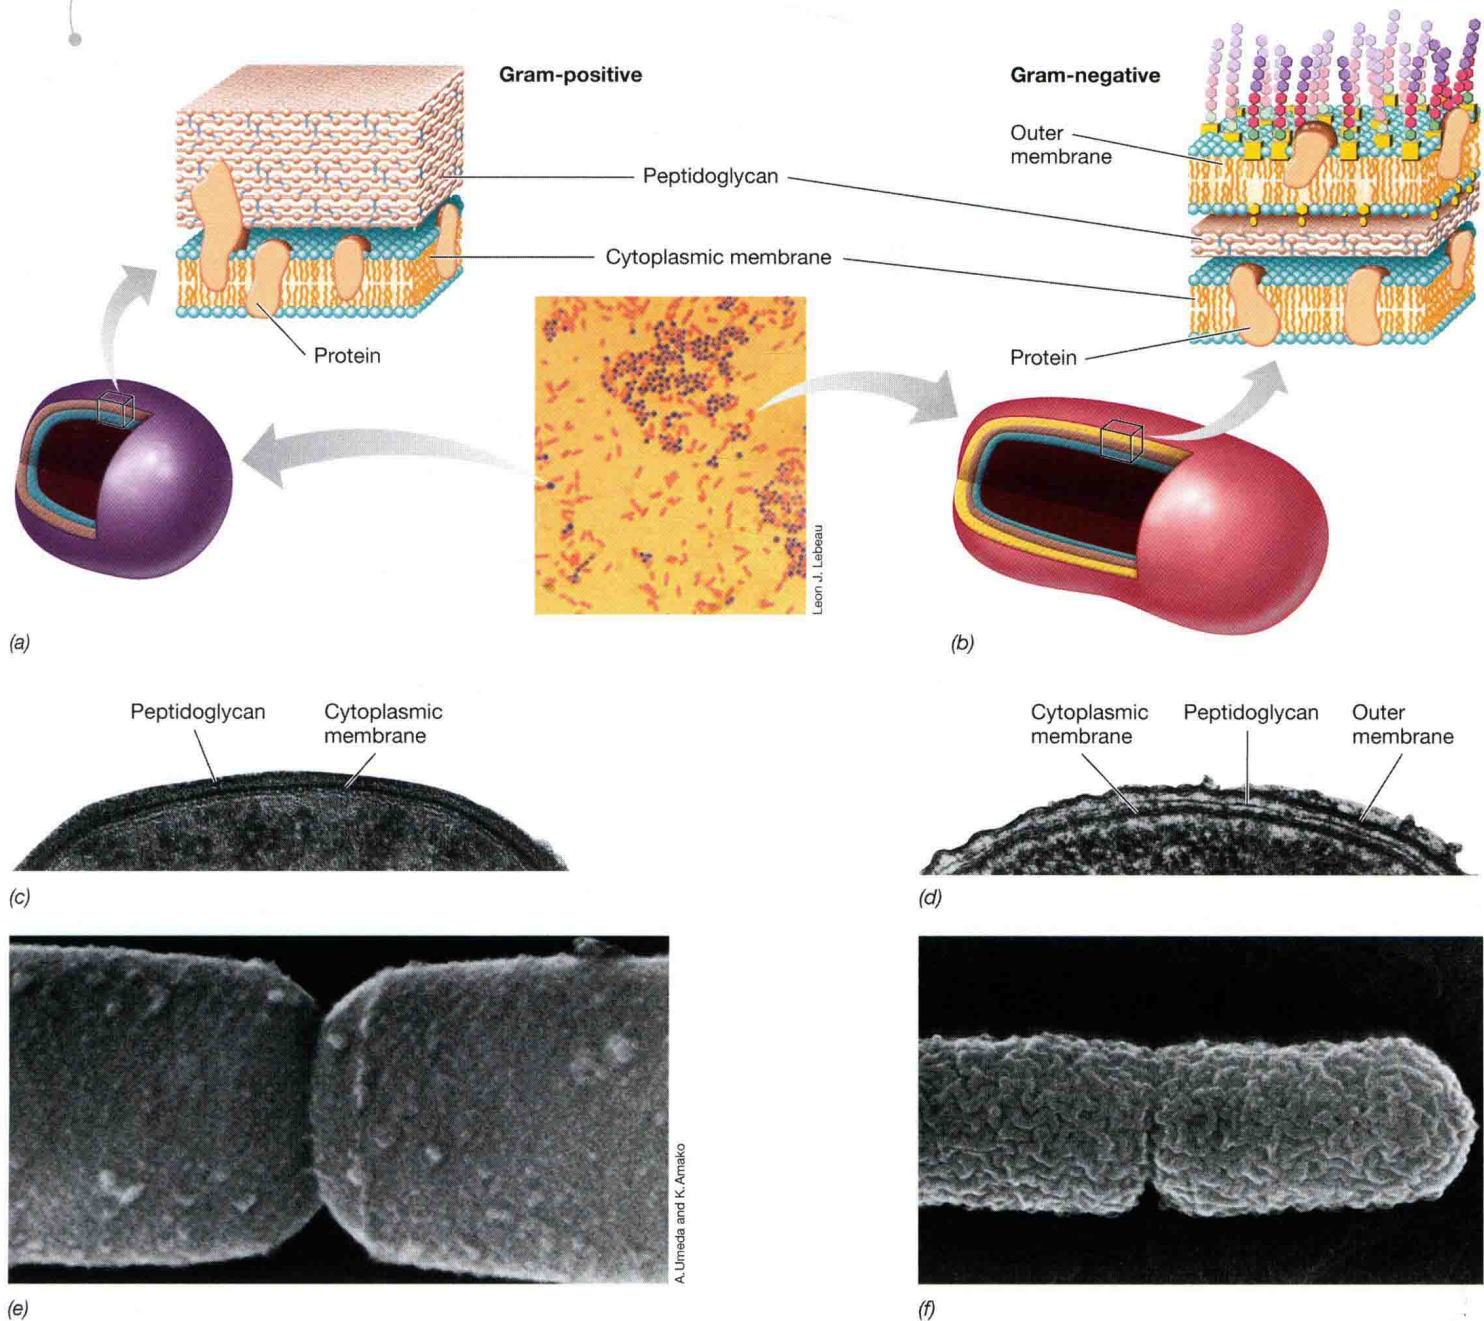 Gram-positive
Gram-negative
Outer
membrane
Peptidoglycan
Cytoplasmic membrane
Protein
Protein
Leon J. Lebeau
(a)
(b)
Peptidoglycan
Cytoplasmic
membrane
Cytoplasmic
membrane
Peptidoglycan
Outer
membrane
(c)
(d)
A. Umeda and K. Amako
(e)
(f)